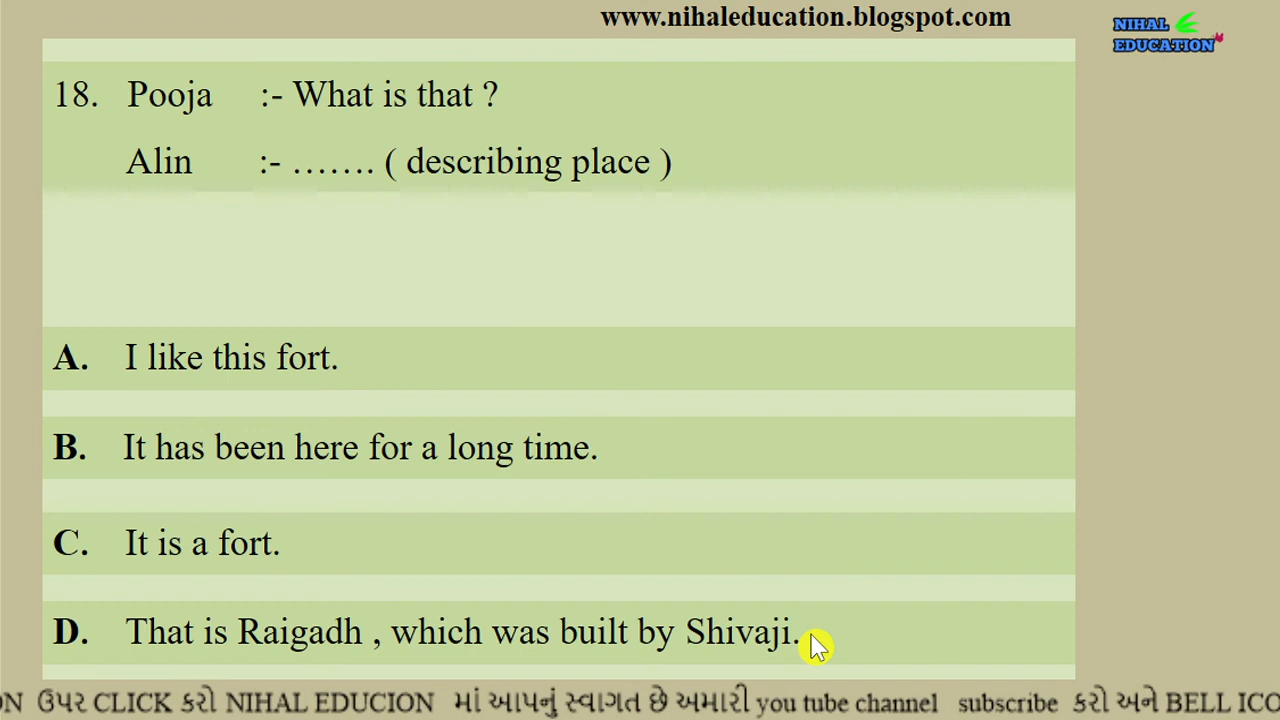 www.nihaleducation.blogspot.com
NIHAL
EDUCATION
18. Pooja :- What is that ?
Alin :- ……. ( describing place )
A. I like this fort.
B. It has been here for a long time.
C. It is a fort.
D. That is Raigadh , which was built by Shivaji.
ON ઉપર CLICK કરો NIHAL EDUCION માં આપનું સ્વાગત છે અમારી you tube channel subscribe કરો અને BELL ICO